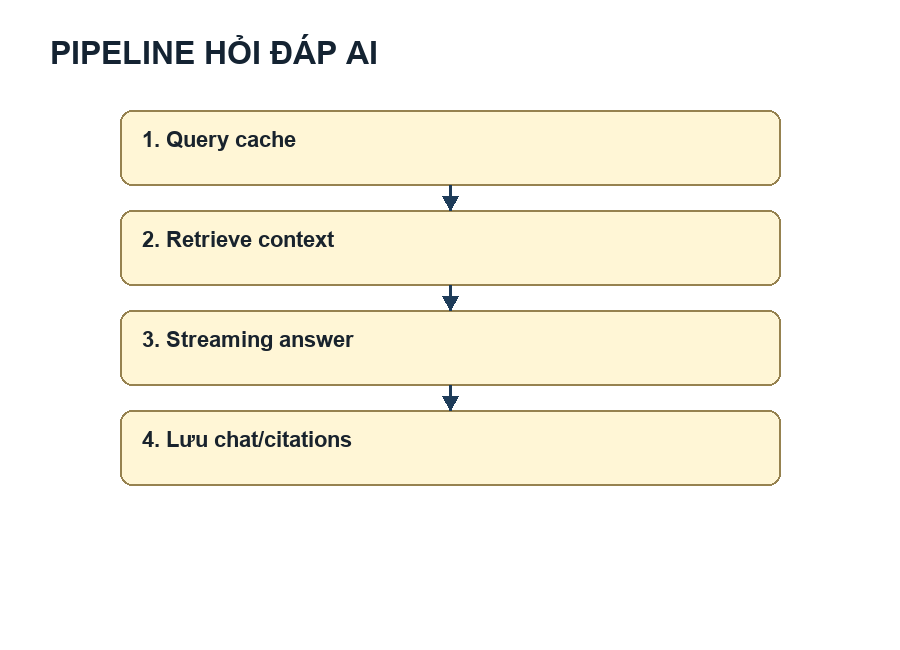 PIPELINE HỎI ĐÁP AI
1. Query cache
2. Retrieve context
3. Streaming answer
4. Lưu chat/citations